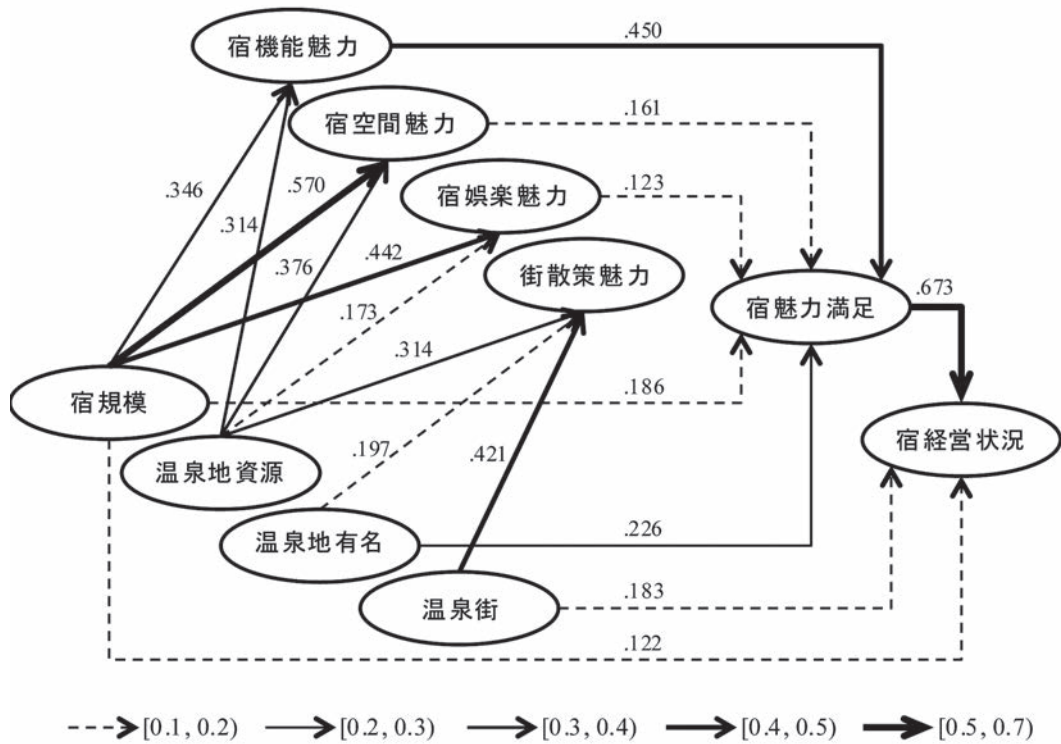 宿機能魅力
.450
宿空間魅力
.161
.346
.570
宿娯楽魅力
.123
.314
.442
.376
街散策魅力
.173
宿魅力満足
.673
.314
宿規模
.186
宿経営状況
温泉地資源
.197
.421
温泉地有名
.226
温泉街
.183
.122
[0.1, 0.2)
[0.2, 0.3)
[0.3, 0.4)
[0.4, 0.5)
[0.5, 0.7)